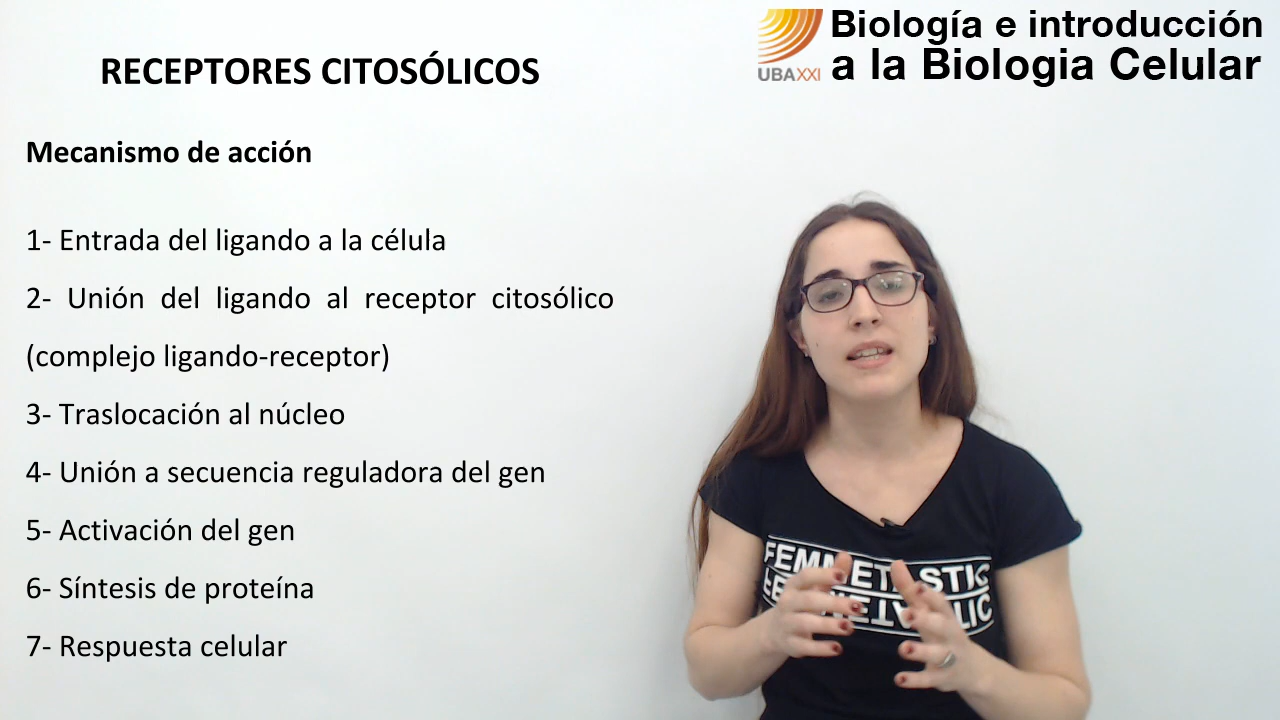 RECEPTORES CITOSÓLICOS
UBAXXI
Biología e introducción
a la Biologia Celular
Mecanismo de acción
1- Entrada del ligando a la célula
2- Unión del ligando al receptor citosólico
(complejo ligando-receptor)
3- Traslocación al núcleo
4- Unión a secuencia reguladora del gen
5- Activación del gen
6- Síntesis de proteína
7- Respuesta celular